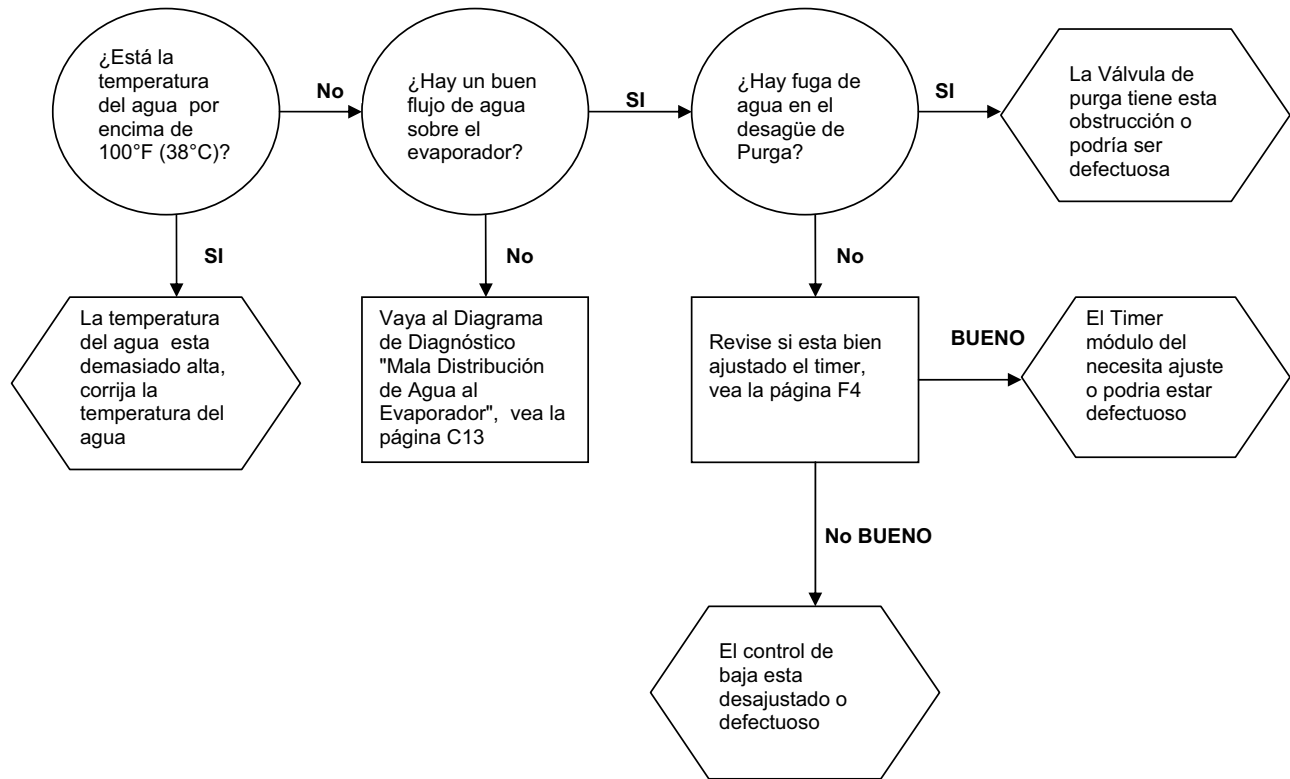 ¿Está la
temperatura
del agua por
encima de
100°F (38°C)?
No
¿Hay un buen
flujo de agua
sobre el
evaporador?
SI
¿Hay fuga de
agua en el
desagüe de
Purga?
SI
La Válvula de
purga tiene esta
obstrucción o
podría ser
defectuosa
SI
No
No
La temperatura
del agua esta
demasiado alta,
corrija la
temperatura del
agua
Vaya al Diagrama
de Diagnóstico
"Mala Distribución
de Agua al
Evaporador", vea la
página C13
Revise si esta bien
ajustado el timer,
vea la página F4
BUENO
El Timer
módulo del
necesita ajuste
o podria estar
defectuoso
No BUENO
El control de
baja esta
desajustado o
defectuoso